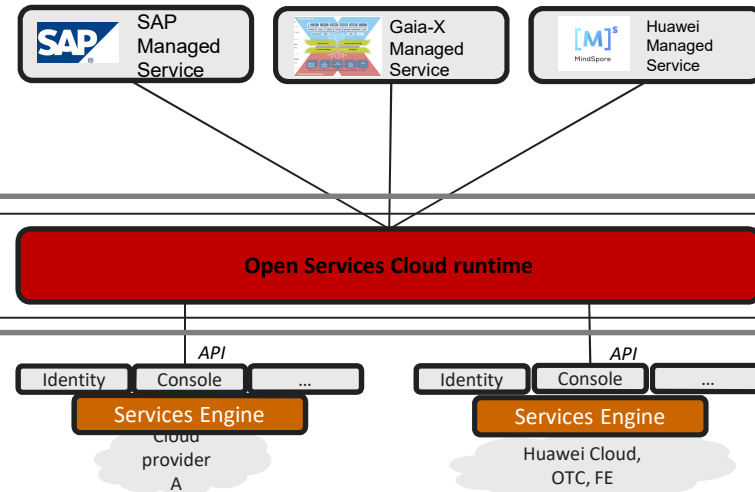 SAP
SAP
Managed
Service
Gaia-X
Managed
Service
[M]s
MindSpore
Huawei
Managed
Service
Open Services Cloud runtime
API
API
Identity
Console
...
Identity
Console
...
Services Engine
Services Engine
Cloud
provider
A
Huawei Cloud,
OTC, FE